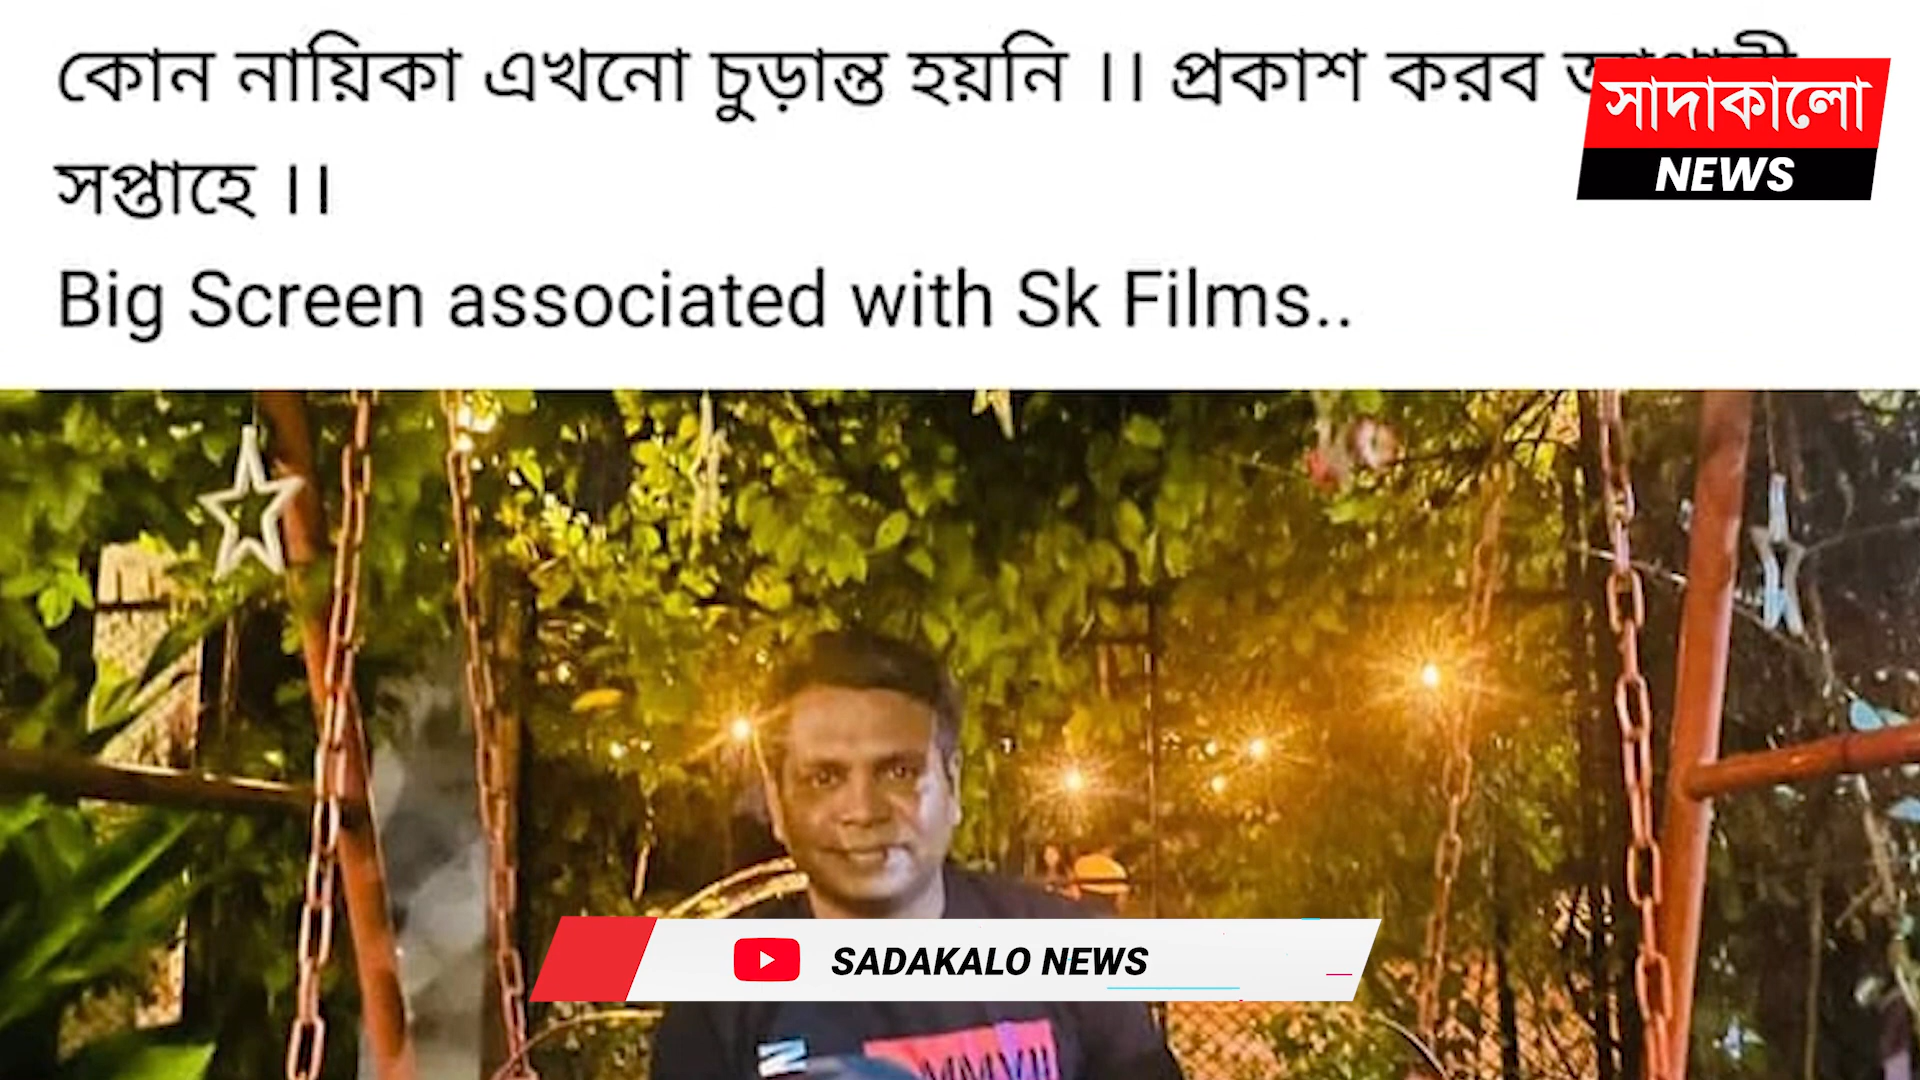 কোন নায়িকা এখনো চুড়ান্ত হয়নি ।। প্রকাশ করব
সপ্তাহে ।।
Big Screen associated with Sk Films..
সাদাকালো
NEWS
SADAKALO NEWS